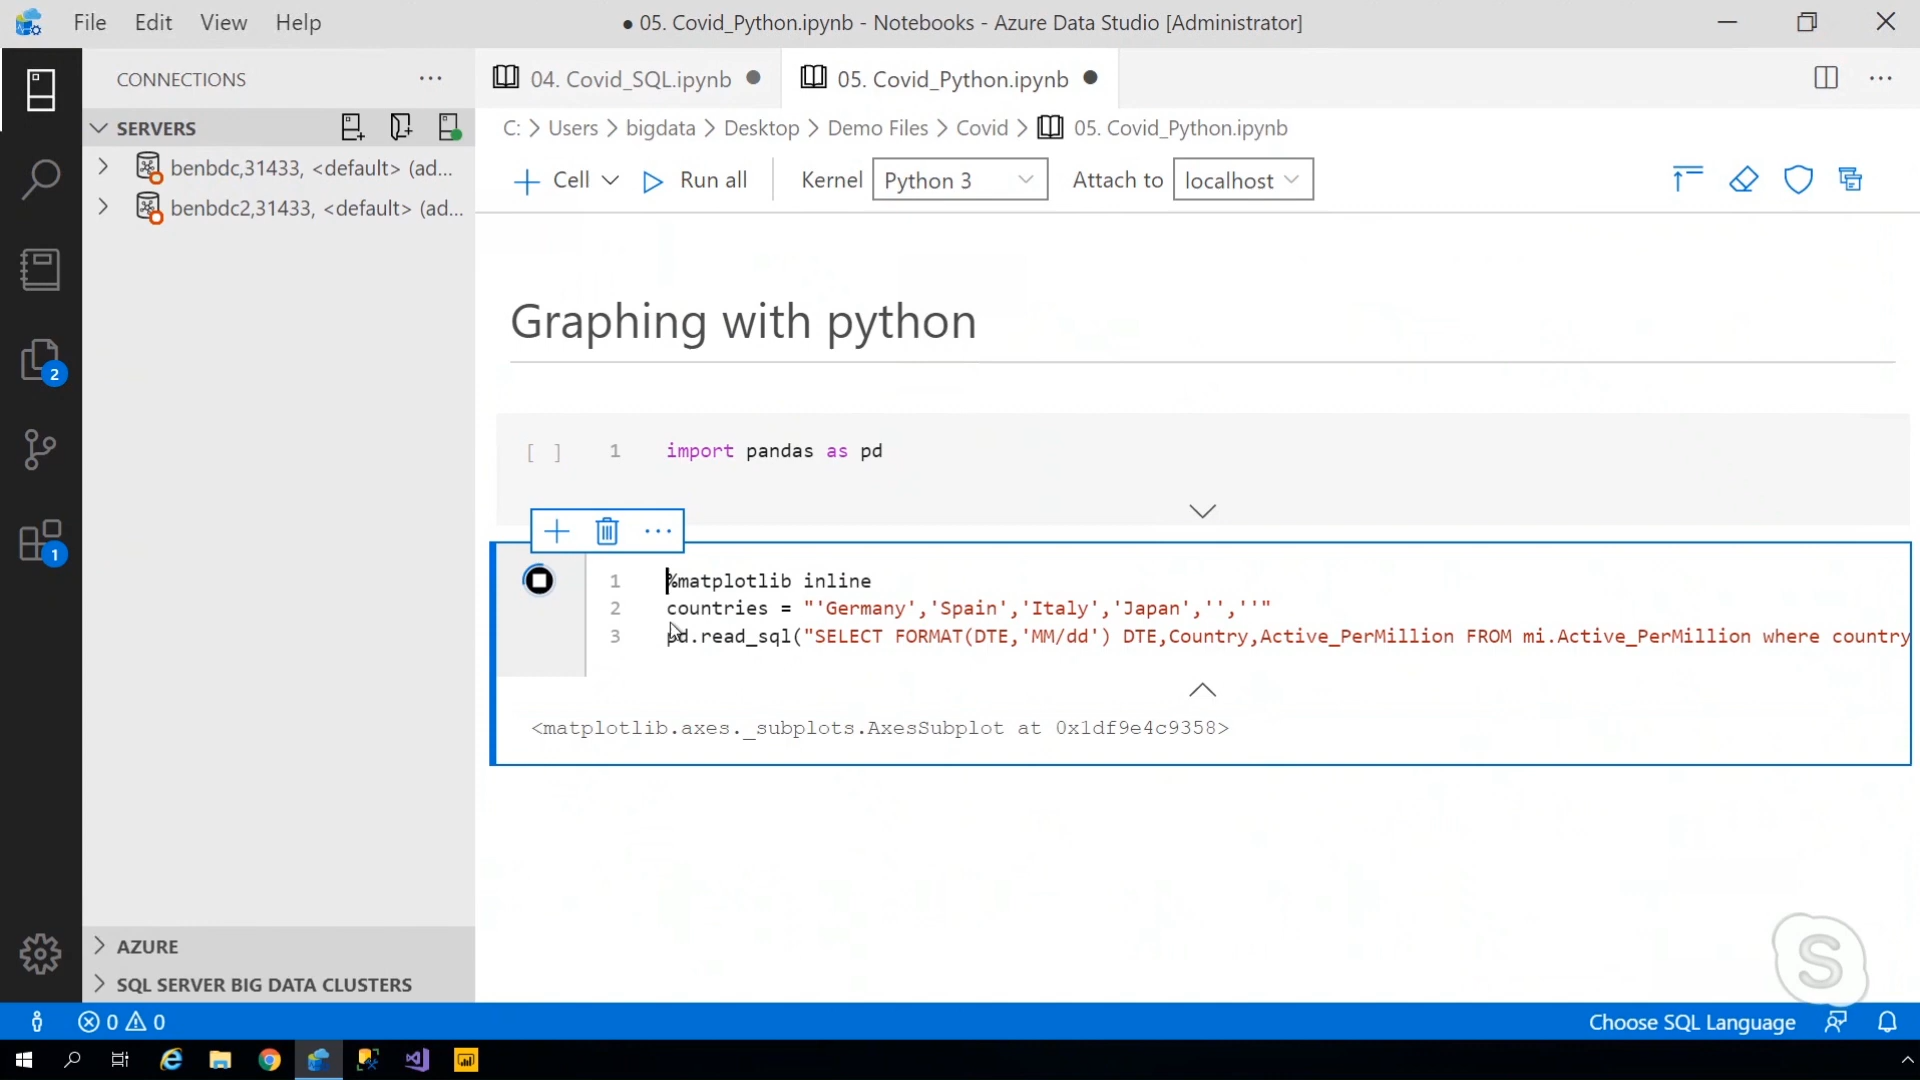 File Edit View Help
● 05. Covid_Python.ipynb - Notebooks - Azure Data Studio [Administrator]
CONNECTIONS ...
04. Covid_SQL.ipynb ●
05. Covid_Python.ipynb ●
SERVERS
C: > Users > bigdata > Desktop > Demo Files > Covid > 05. Covid_Python.ipynb
benbdc,31433, <default> (ad...
benbdc2,31433, <default> (ad...
+ Cell Run all Kernel Python 3 Attach to localhost
Graphing with python
[ ] 1 import pandas as pd
1 %matplotlib inline
2 countries = "'Germany','Spain','Italy','Japan','',''"
3 pd.read_sql("SELECT FORMAT(DTE,'MM/dd') DTE,Country,Active_PerMillion FROM mi.Active_PerMillion where country
<matplotlib.axes._subplots.AxesSubplot at 0x1df9e4c9358>
2
1
AZURE
SQL SERVER BIG DATA CLUSTERS
0 0
Choose SQL Language